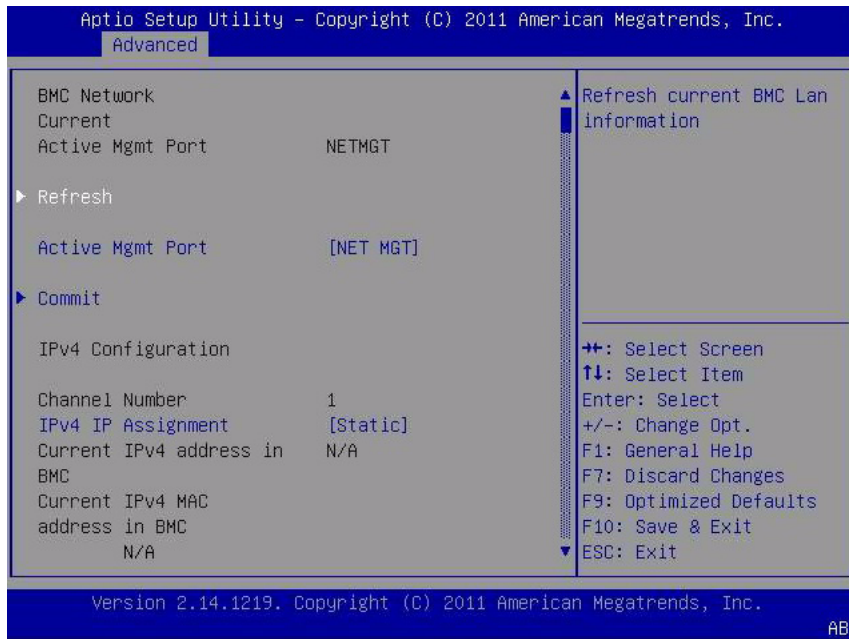 Aptio Setup Utility – Copyright (C) 2011 American Megatrends, Inc.
Advanced
BMC Network
Current
Active Mgmt Port NETMGT
Refresh
Active Mgmt Port [NET MGT]
Commit
IPv4 Configuration
Channel Number 1
IPv4 IP Assignment [Static]
Current IPv4 address in N/A
BMC
Current IPv4 MAC
address in BMC
N/A
Refresh current BMC Lan
information
→←: Select Screen
↑↓: Select Item
Enter: Select
+/-: Change Opt.
F1: General Help
F7: Discard Changes
F9: Optimized Defaults
F10: Save & Exit
ESC: Exit
Version 2.14.1219. Copyright (C) 2011 American Megatrends, Inc.
AB